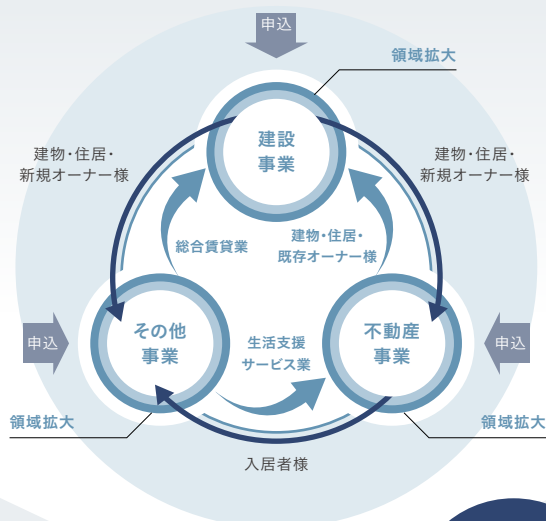 申込
領域拡大
建設
事業
建物・住居・
新規オーナー様
建物・住居・
新規オーナー様
総合賃貸業
建物・住居・
既存オーナー様
申込
その他
事業
生活支援
サービス業
不動産
事業
申込
領域拡大
領域拡大
入居者様